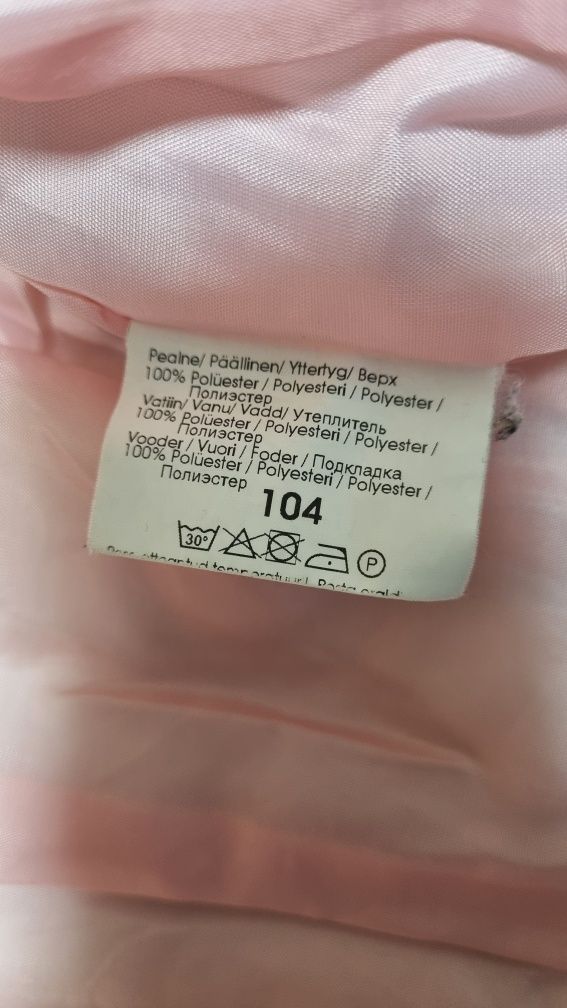 Pealne/ Päällinen/ Yttertyg/ Верх
100% Polüester / Polyesteri / Polyester /
Полиэстер
Vatiin/ Vanu/ Vadd/ Утеплитель
100% Polüester / Polyesteri / Polyester /
Полиэстер
Vooder / Vuori / Foder / Подкладка
100% Polüester / Polyesteri / Polyester /
Полиэстер
104
30° P